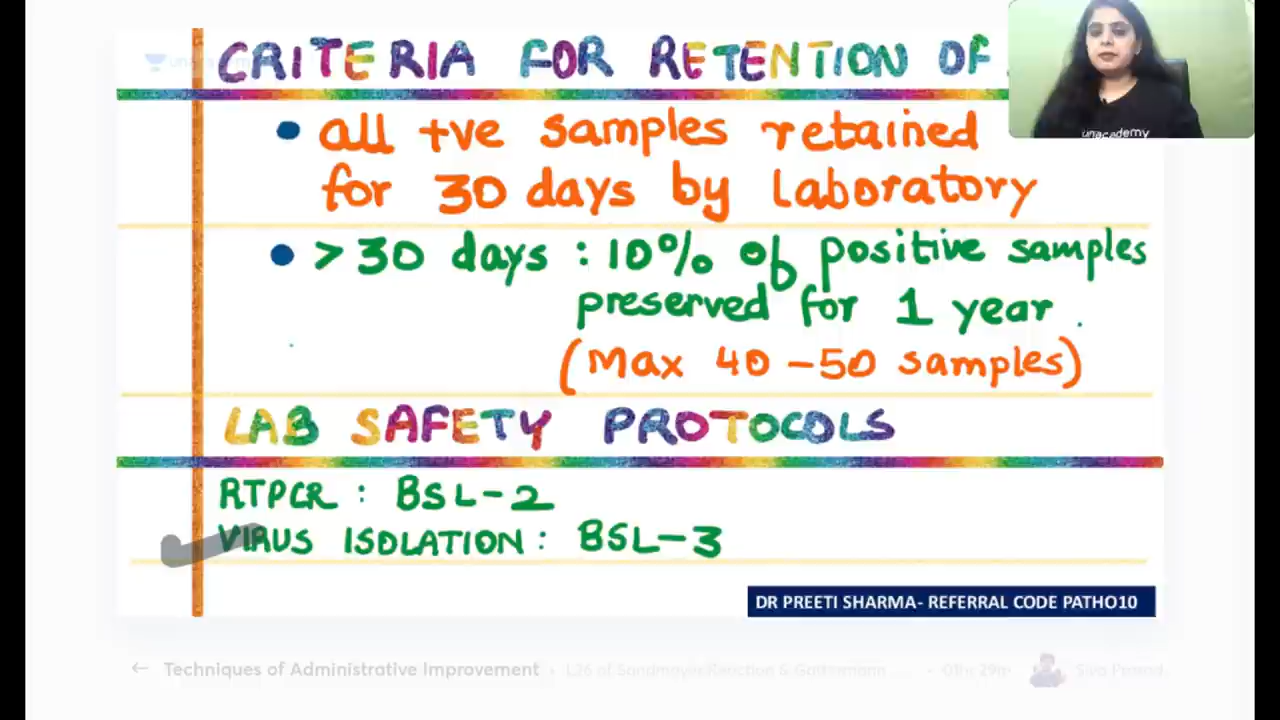 CRITERIA FOR RETENTION OF
unacademy
• all +ve samples retained
for 30 days by laboratory
• > 30 days : 10% of positive samples
preserved for 1 year .
(Max 40 - 50 samples)
LAB SAFETY PROTOCOLS
RTPCR : BSL-2
VIRUS ISOLATION : BSL-3
DR PREETI SHARMA- REFERRAL CODE PATHO10
← Techniques of Administrative Improvement